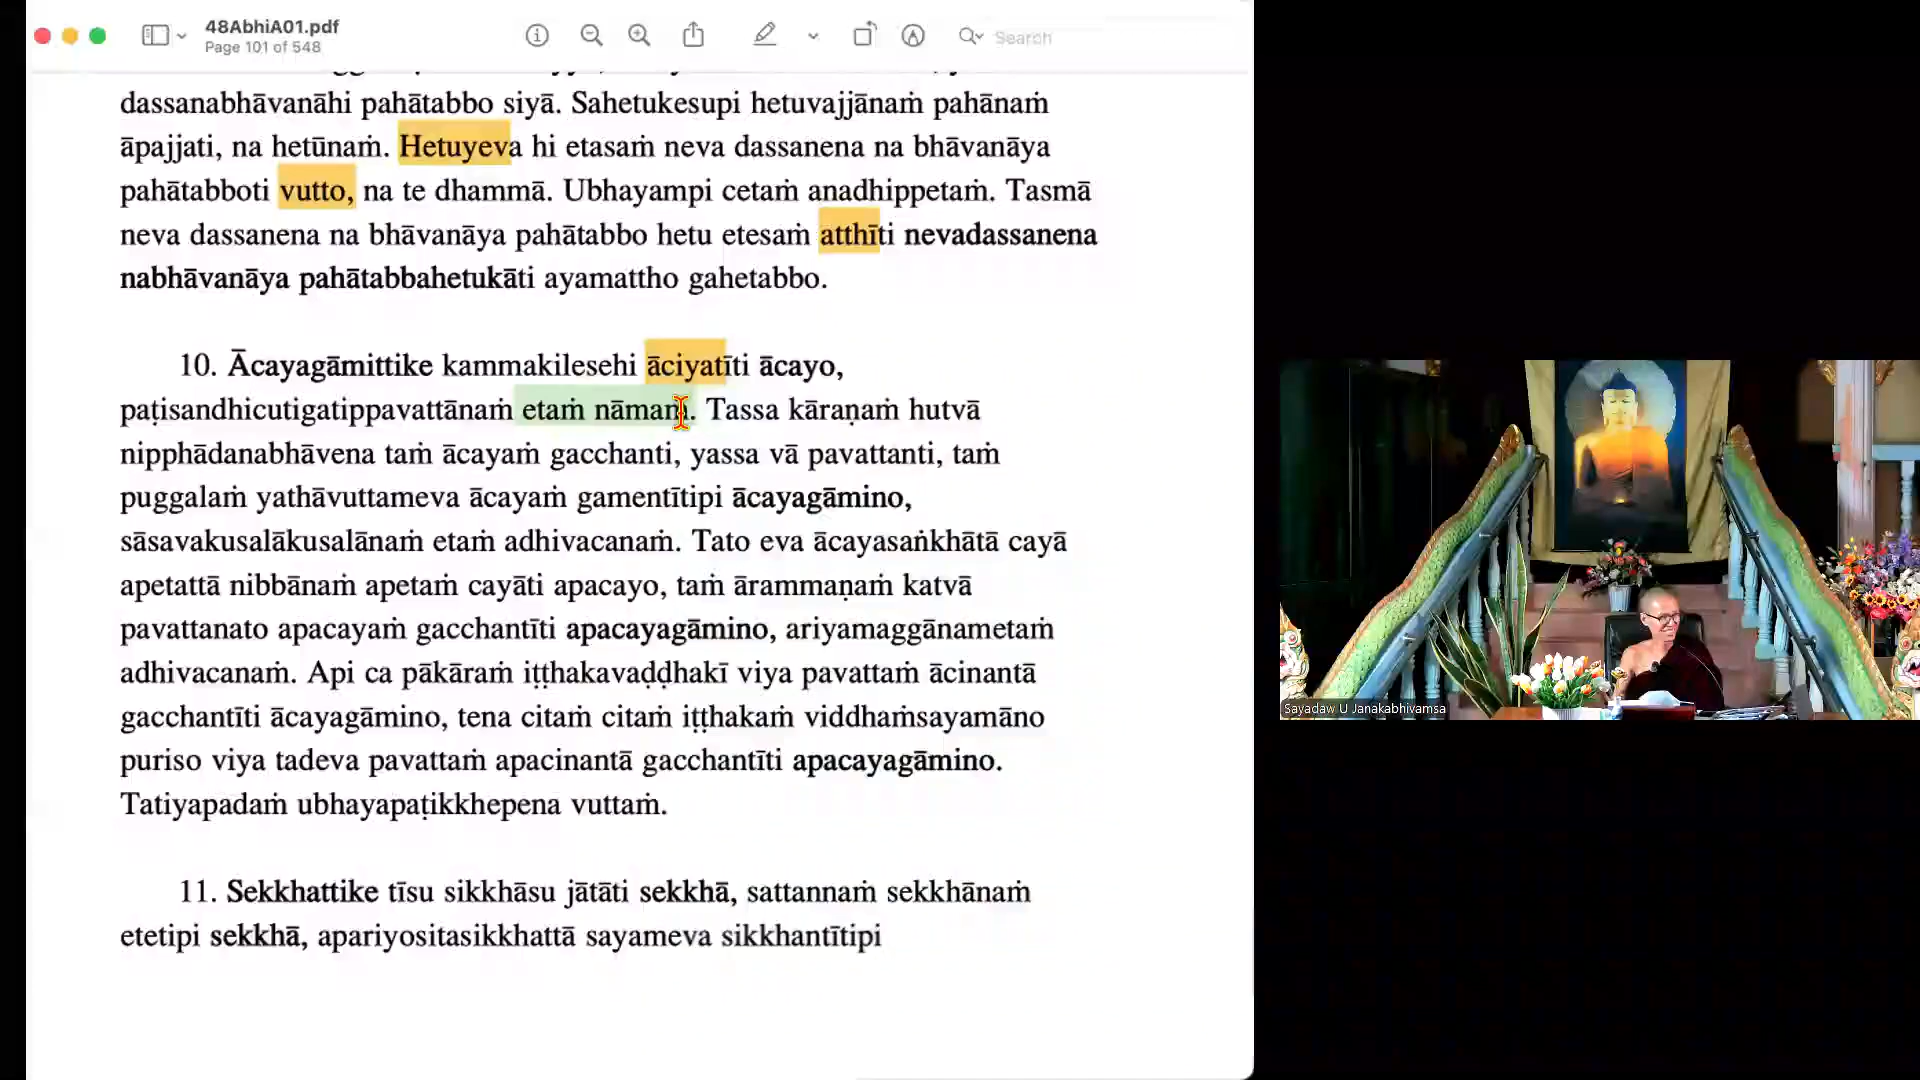 48AbhiA01.pdf
Page 101 of 548
Search
dassanabhāvanāhi pahātabbo siyā. Sahetukesupi hetuvajjānaṁ pahānaṁ
āpajjati, na hetūnaṁ. Hetuyeva hi etasaṁ neva dassanena na bhāvanāya
pahātabboti vutto, na te dhammā. Ubhayampi cetaṁ anadhippetaṁ. Tasmā
neva dassanena na bhāvanāya pahātabbo hetu etesaṁ atthīti nevadassanena
nabhāvanāya pahātabbahetukāti ayamattho gahetabbo.
10. Ācayagāmittike kammakilesehi āciyatīti ācayo,
paṭisandhicutigatippavattānaṁ etaṁ nāmaṁ. Tassa kāraṇaṁ hutvā
nipphādanabhāvena taṁ ācayaṁ gacchanti, yassa vā pavattanti, taṁ
puggalaṁ yathāvuttameva ācayaṁ gamentītipi ācayagāmino,
sāsavakusalākusalānaṁ etaṁ adhivacanaṁ. Tato eva ācayasaṅkhātā cayā
apetattā nibbānaṁ apetaṁ cayāti apacayo, taṁ ārammaṇaṁ katvā
pavattanato apacayaṁ gacchantīti apacayagāmino, ariyamaggānametaṁ
adhivacanaṁ. Api ca pākāraṁ iṭṭhakavaḍḍhakī viya pavattaṁ ācinantā
gacchantīti ācayagāmino, tena citaṁ citaṁ iṭṭhakaṁ viddhaṁsayamāno
puriso viya tadeva pavattaṁ apacinantā gacchantīti apacayagāmino.
Tatiyapadaṁ ubhayapaṭikkhepena vuttaṁ.
11. Sekkhattike tīsu sikkhāsu jātāti sekkhā, sattannaṁ sekkhānaṁ
etetipi sekkhā, apariyositasikkhattā sayameva sikkhantītipi
Sayadaw U Janakabhivamsa